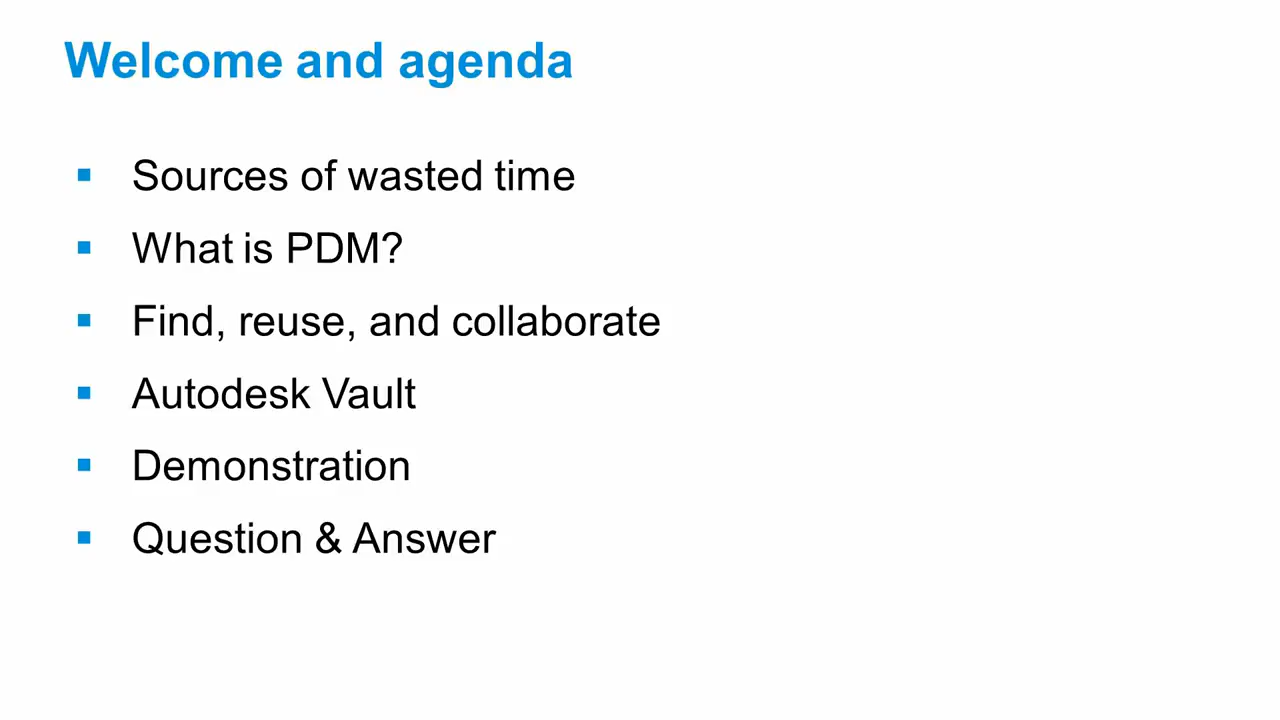 Welcome and agenda
Sources of wasted time
What is PDM?
Find, reuse, and collaborate
Autodesk Vault
Demonstration
Question & Answer